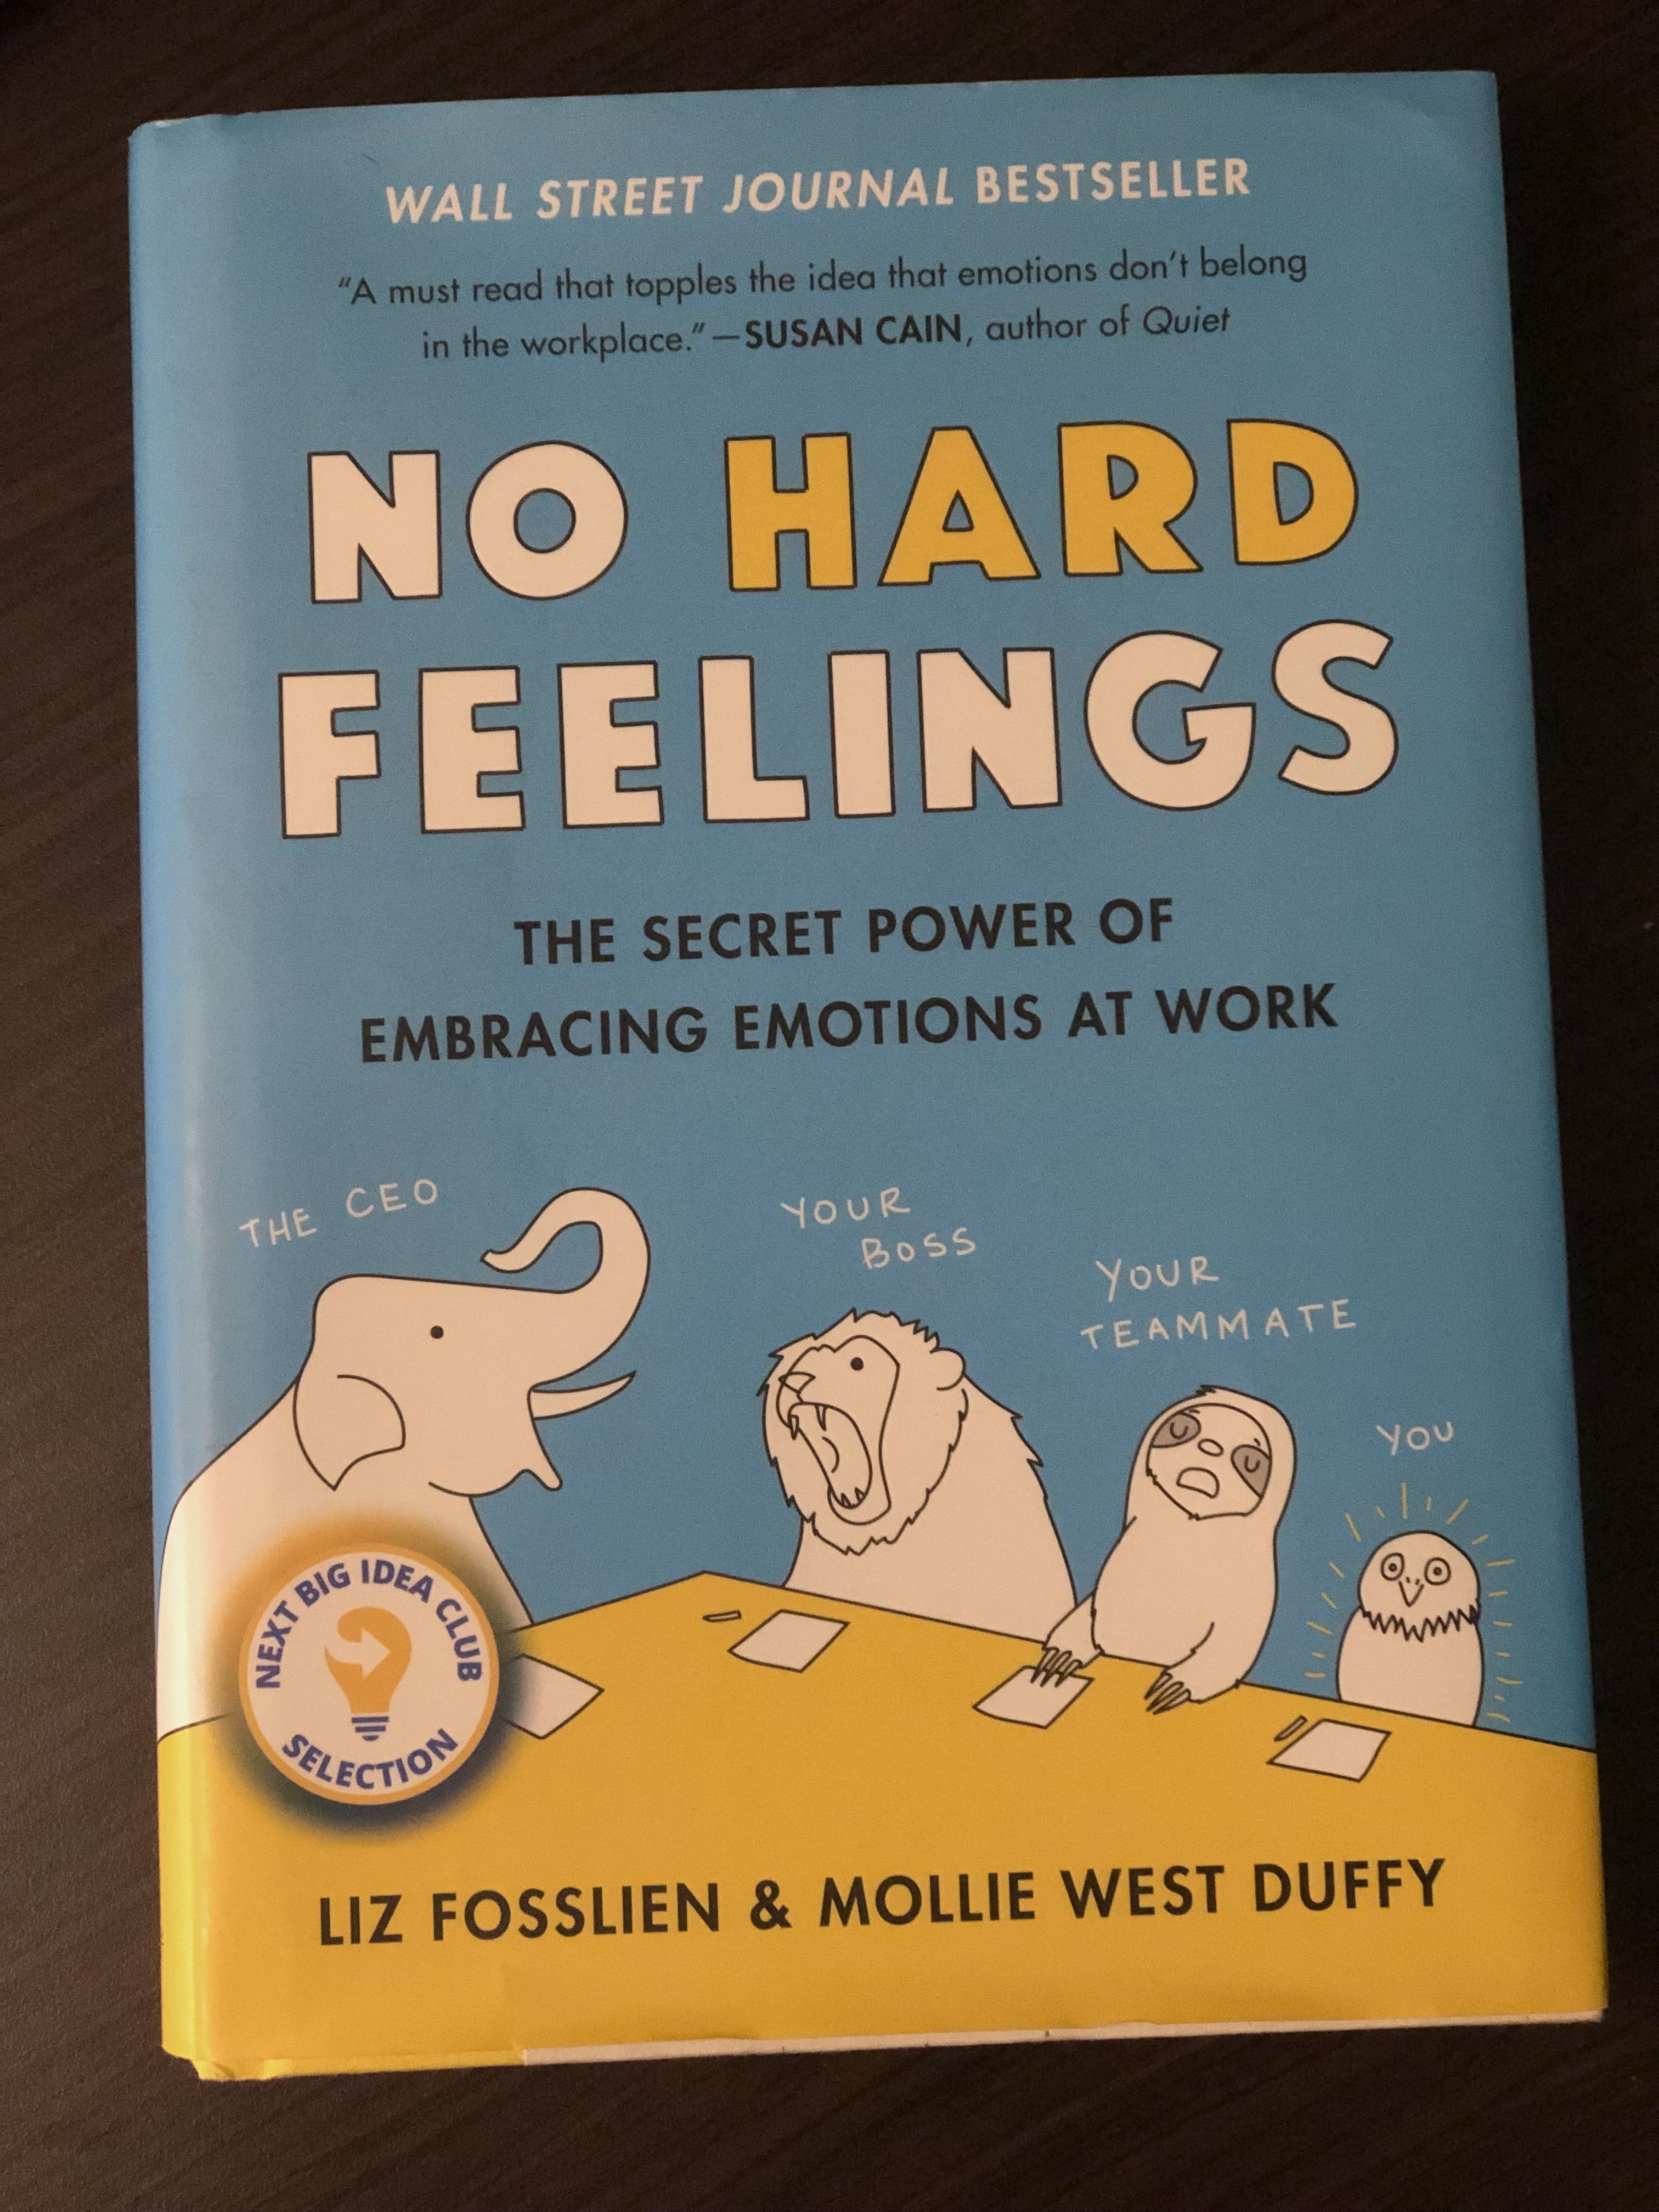 WALL STREET JOURNAL BESTSELLER
“A must read that topples the idea that emotions don’t belong
in the workplace.”—SUSAN CAIN, author of Quiet
NO HARD
FEELINGS
THE SECRET POWER OF
EMBRACING EMOTIONS AT WORK
THE CEO
YOUR
BOSS
YOUR
TEAMMATE
YOU
NEXT BIG IDEA CLUB
SELECTION
LIZ FOSSLIEN & MOLLIE WEST DUFFY